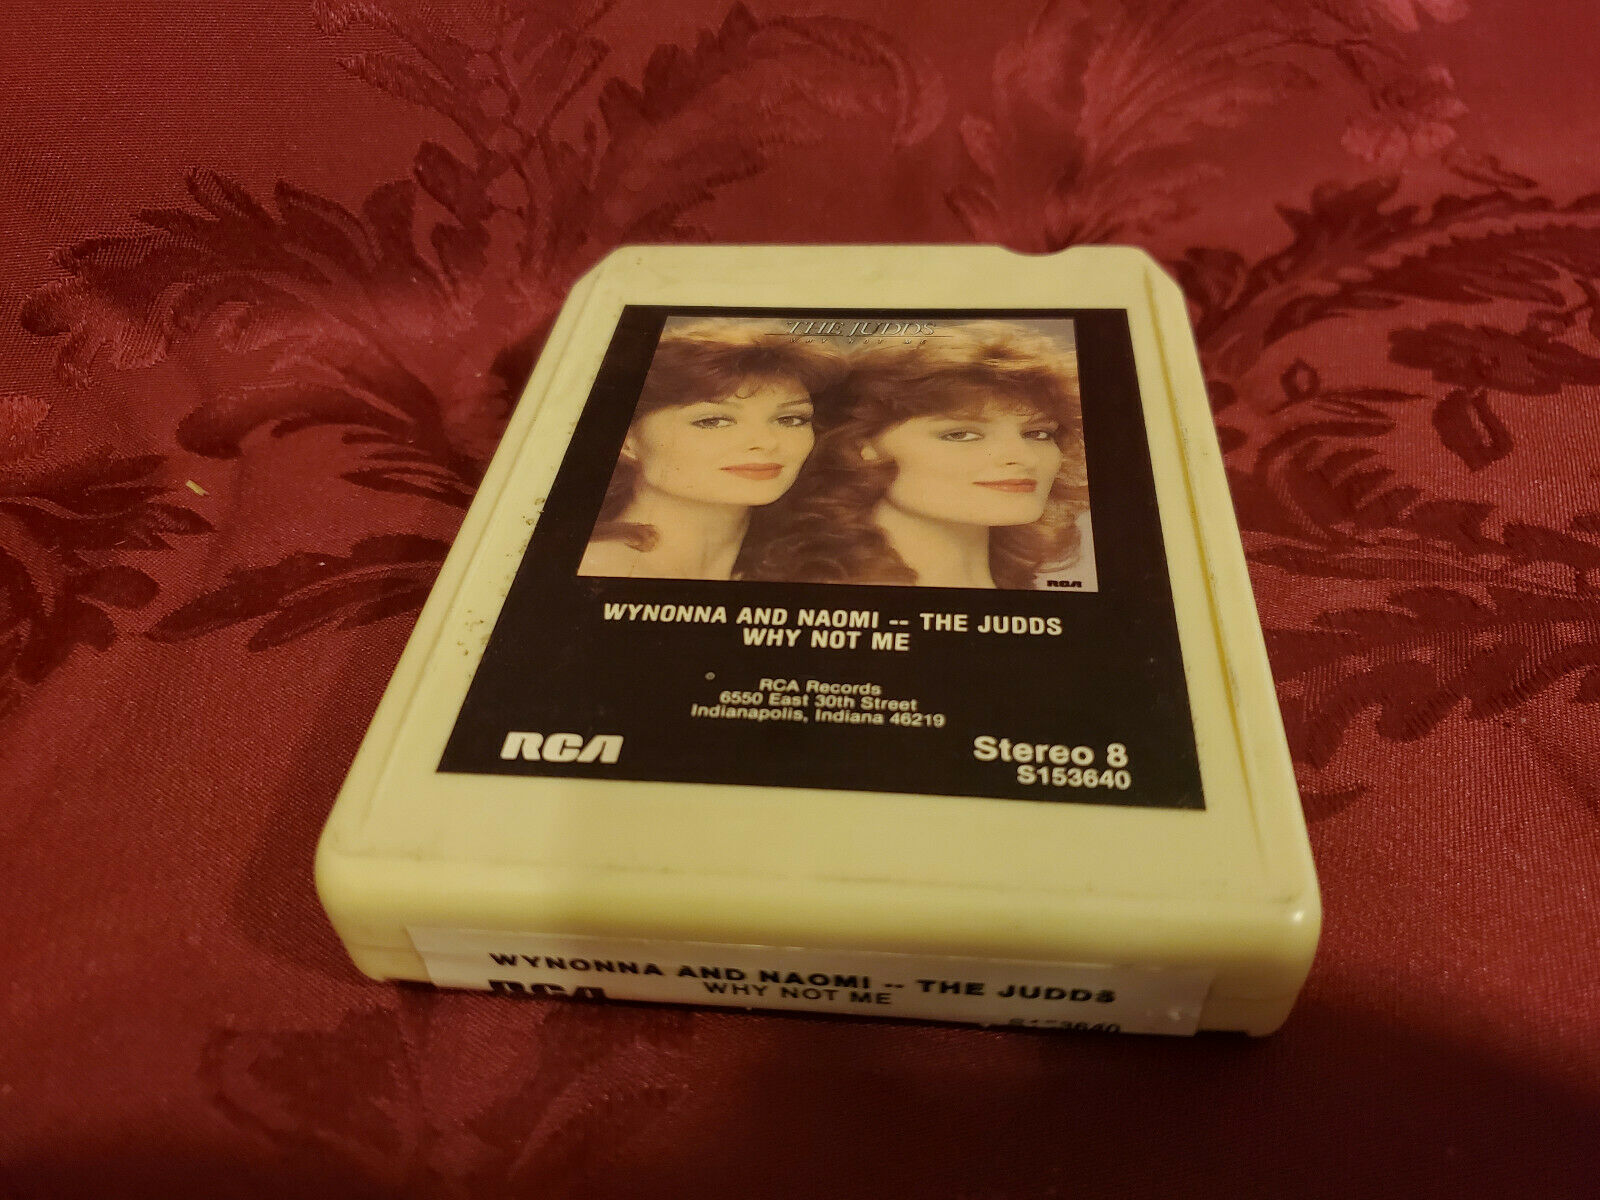 THE JUDDS
WHY NOT ME
RCA
WYNONNA AND NAOMI -- THE JUDDS
WHY NOT ME
RCA Records
6550 East 30th Street
Indianapolis, Indiana 46219
RCA
Stereo 8
S153640
WYNONNA AND NAOMI -- THE JUDDS
WHY NOT ME
RCA
S153640